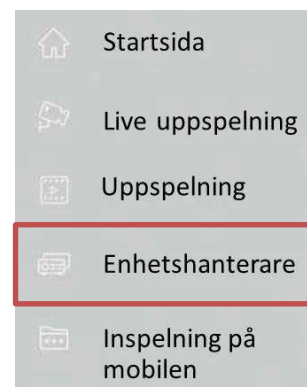 Startsida
Live uppspelning
Uppspelning
Enhetshanterare
Inspelning på
mobilen